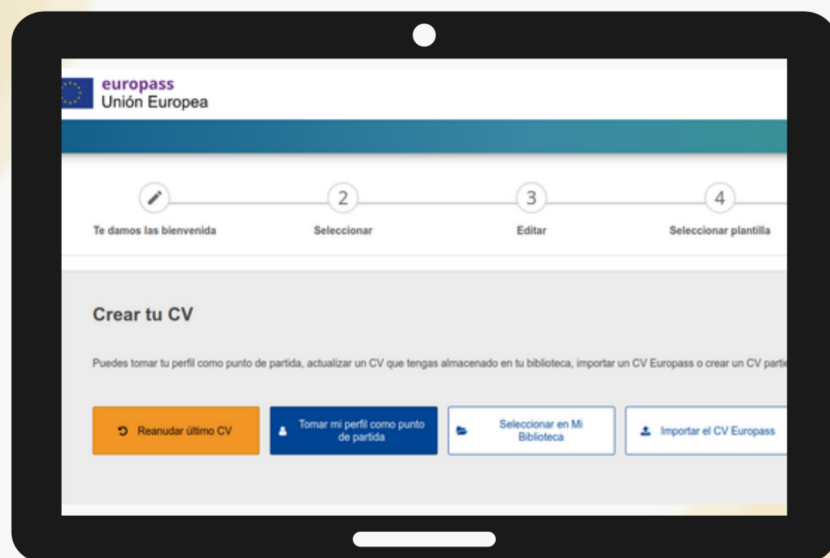 europass
Unión Europea
2
3
4
Te damos las bienvenida
Seleccionar
Editar
Seleccionar plantilla
Crear tu CV
Puedes tomar tu perfil como punto de partida, actualizar un CV que tengas almacenado en tu biblioteca, importar un CV Europass o crear un CV partie
Reanudar último CV
Tomar mi perfil como punto
de partida
Seleccionar en Mi
Biblioteca
Importar el CV Europass